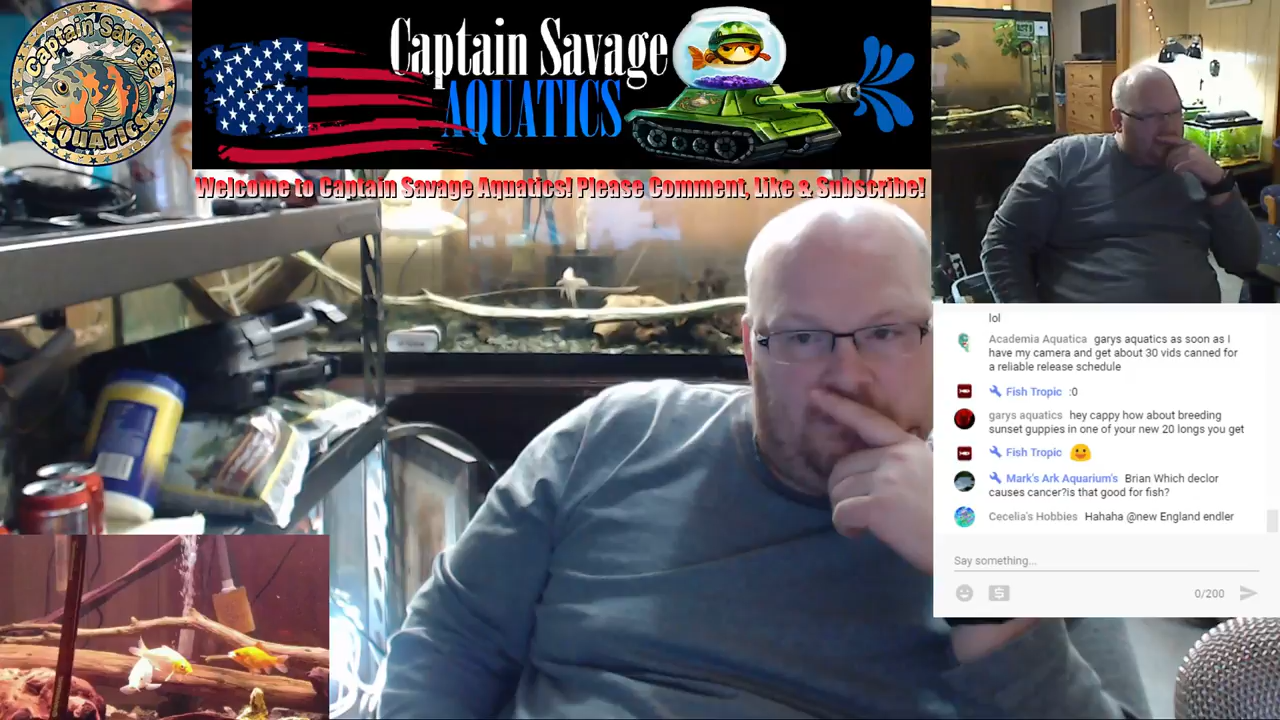 Captain Savage
AQUATICS
Captain Savage
AQUATICS
Welcome to Captain Savage Aquatics! Please Comment, Like & Subscribe!
lol
Academia Aquatica garys aquatics as soon as I
have my camera and get about 30 vids canned for
a reliable release schedule
Fish Tropic :0
garys aquatics hey cappy how about breeding
sunset guppies in one of your new 20 longs you get
Fish Tropic
Mark's Ark Aquarium's Brian Which declor
causes cancer?is that good for fish?
Cecelia's Hobbies Hahaha @new England endler
Say something...
0/200